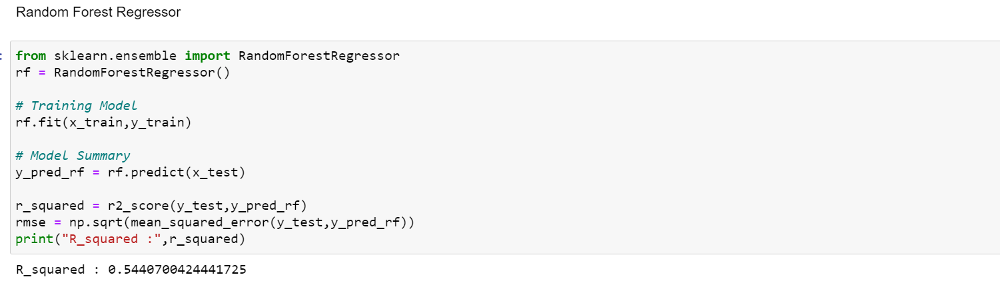 Random Forest Regressor
from sklearn.ensemble import RandomForestRegressor
rf = RandomForestRegressor()
# Training Model
rf.fit(x_train,y_train)
# Model Summary
y_pred_rf = rf.predict(x_test)
r_squared = r2_score(y_test,y_pred_rf)
rmse = np.sqrt(mean_squared_error(y_test,y_pred_rf))
print("R_squared :",r_squared)
R_squared : 0.5440700424441725